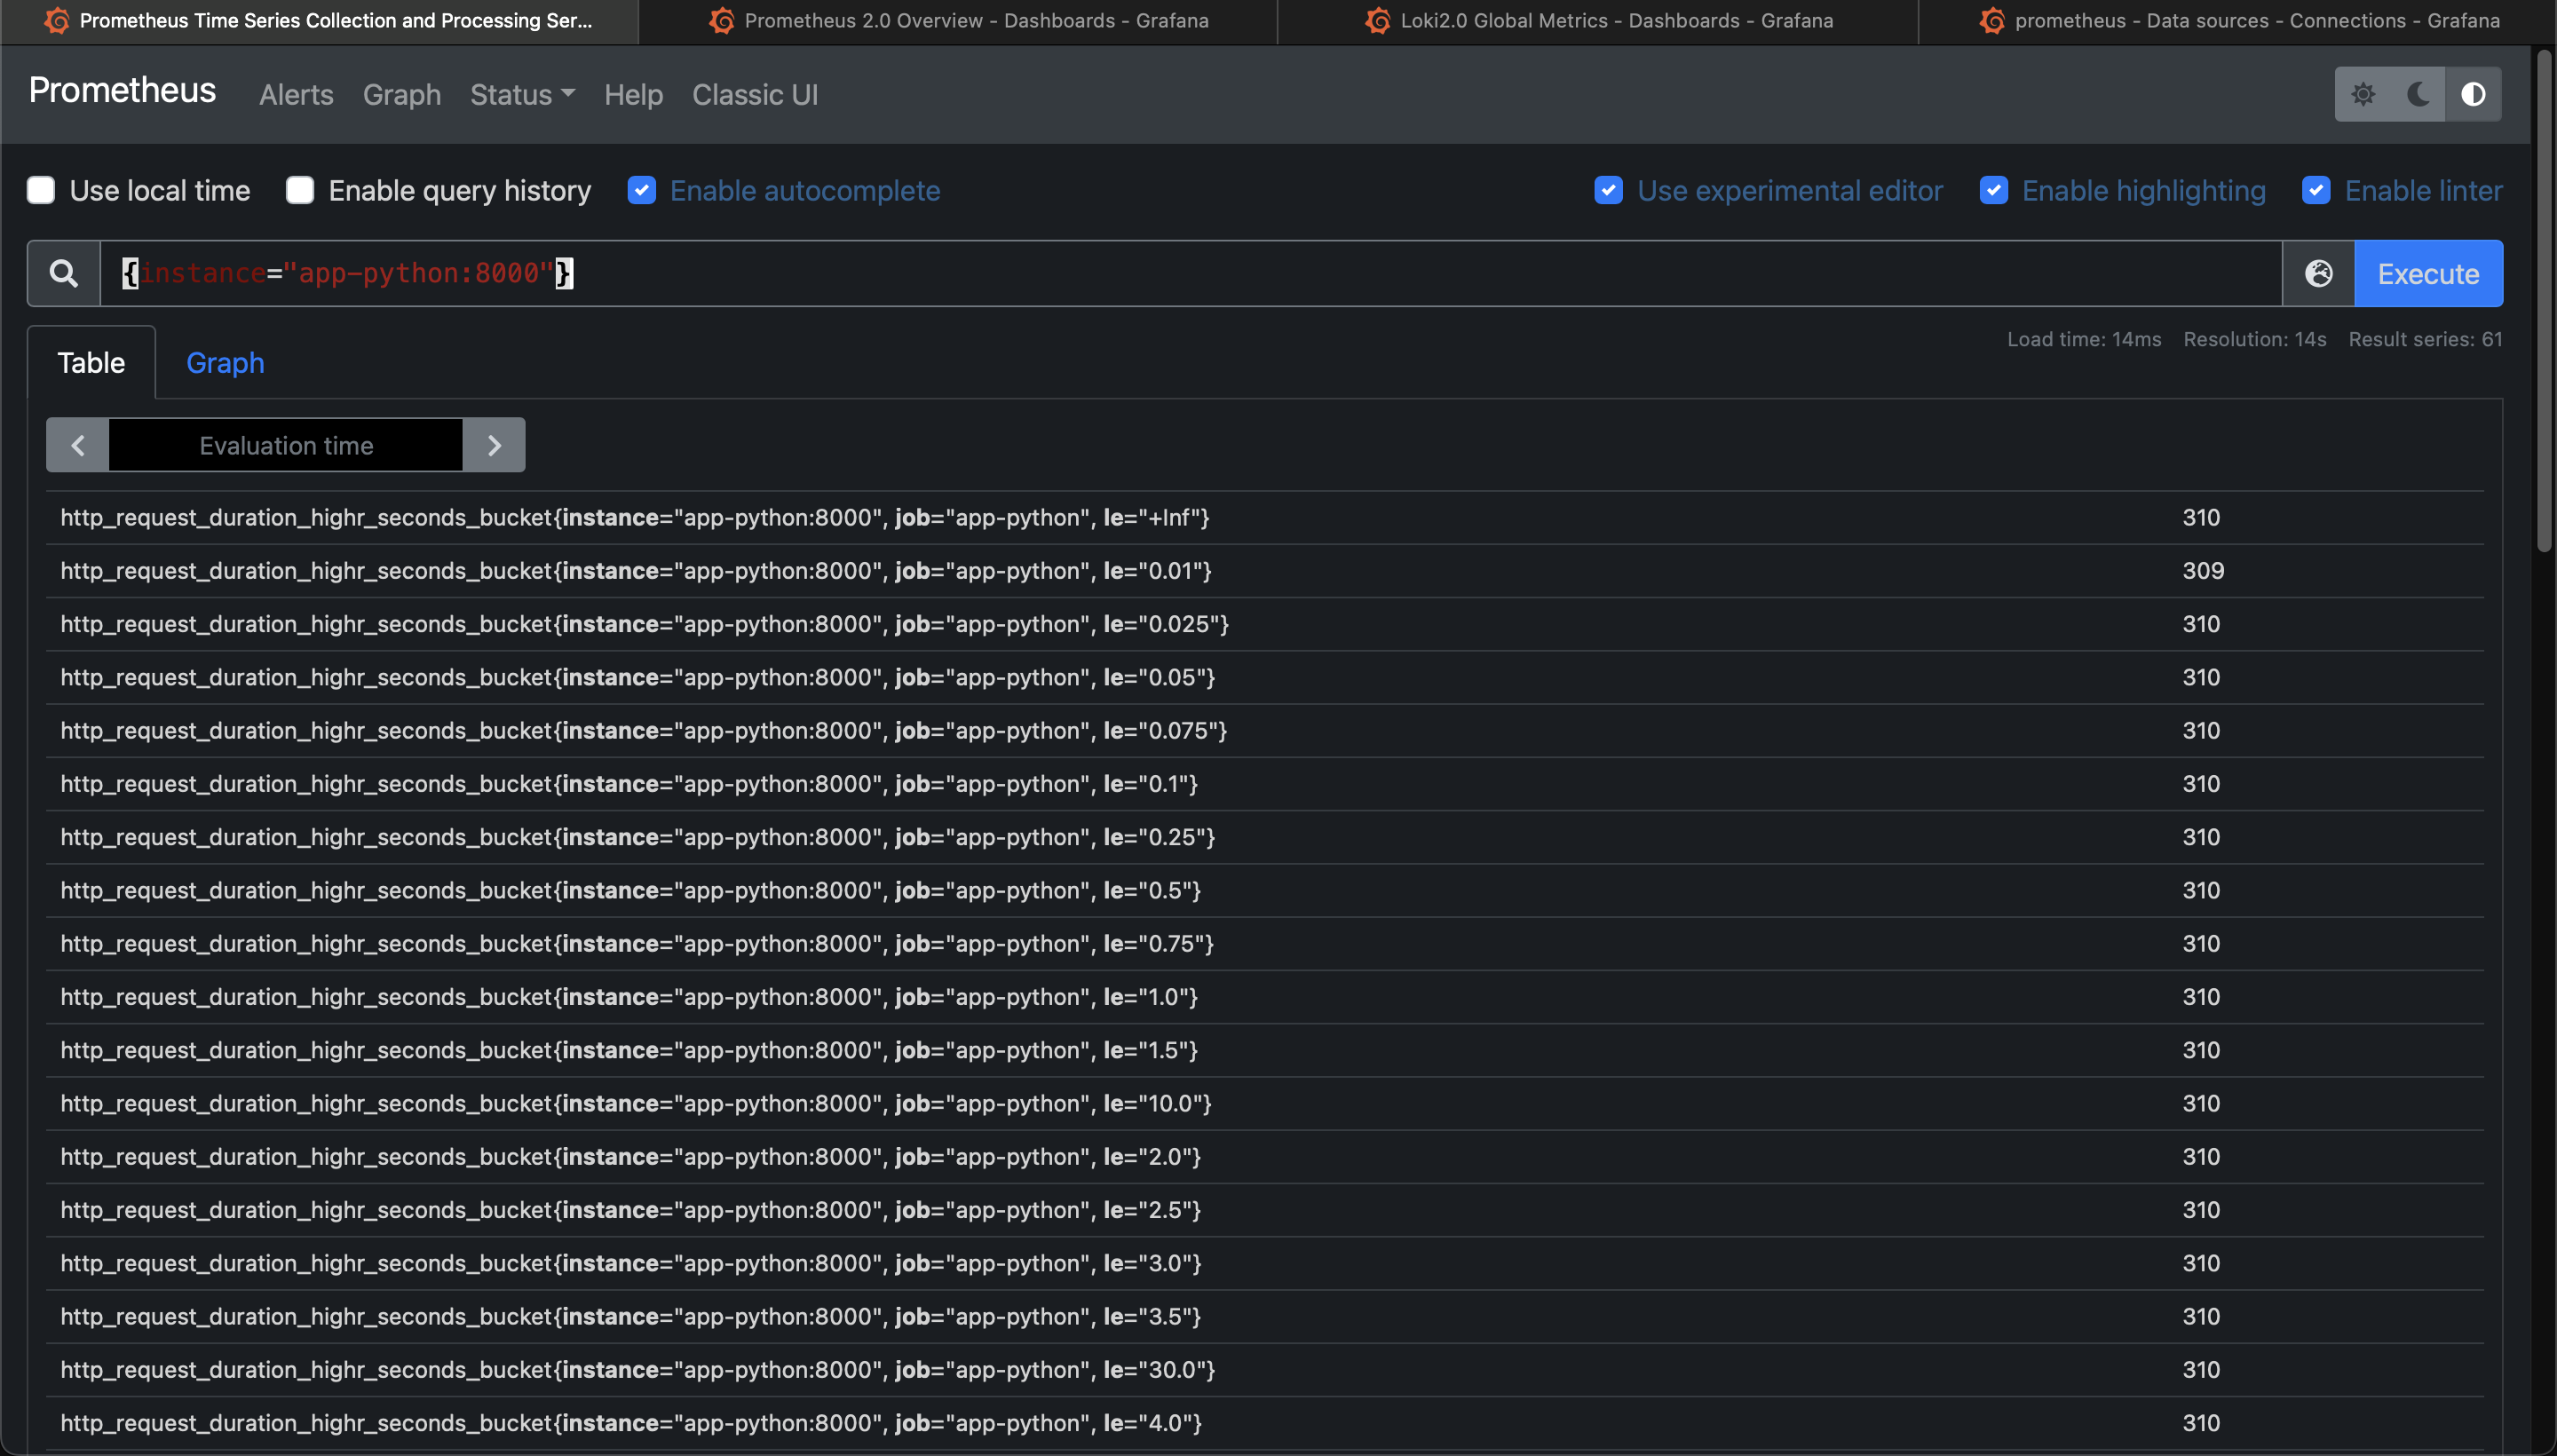 Prometheus Time Series Collection and Processing Ser...
Prometheus 2.0 Overview - Dashboards - Grafana
Loki2.0 Global Metrics - Dashboards - Grafana
prometheus - Data sources - Connections - Grafana
Prometheus Alerts Graph Status Help Classic UI
Use local time Enable query history Enable autocomplete Use experimental editor Enable highlighting Enable linter
{instance="app-python:8000"} Execute
Load time: 14ms Resolution: 14s Result series: 61
Table Graph
Evaluation time
http_request_duration_highr_seconds_bucket{instance="app-python:8000", job="app-python", le="+Inf"} 310
http_request_duration_highr_seconds_bucket{instance="app-python:8000", job="app-python", le="0.01"} 309
http_request_duration_highr_seconds_bucket{instance="app-python:8000", job="app-python", le="0.025"} 310
http_request_duration_highr_seconds_bucket{instance="app-python:8000", job="app-python", le="0.05"} 310
http_request_duration_highr_seconds_bucket{instance="app-python:8000", job="app-python", le="0.075"} 310
http_request_duration_highr_seconds_bucket{instance="app-python:8000", job="app-python", le="0.1"} 310
http_request_duration_highr_seconds_bucket{instance="app-python:8000", job="app-python", le="0.25"} 310
http_request_duration_highr_seconds_bucket{instance="app-python:8000", job="app-python", le="0.5"} 310
http_request_duration_highr_seconds_bucket{instance="app-python:8000", job="app-python", le="0.75"} 310
http_request_duration_highr_seconds_bucket{instance="app-python:8000", job="app-python", le="1.0"} 310
http_request_duration_highr_seconds_bucket{instance="app-python:8000", job="app-python", le="1.5"} 310
http_request_duration_highr_seconds_bucket{instance="app-python:8000", job="app-python", le="10.0"} 310
http_request_duration_highr_seconds_bucket{instance="app-python:8000", job="app-python", le="2.0"} 310
http_request_duration_highr_seconds_bucket{instance="app-python:8000", job="app-python", le="2.5"} 310
http_request_duration_highr_seconds_bucket{instance="app-python:8000", job="app-python", le="3.0"} 310
http_request_duration_highr_seconds_bucket{instance="app-python:8000", job="app-python", le="3.5"} 310
http_request_duration_highr_seconds_bucket{instance="app-python:8000", job="app-python", le="30.0"} 310
http_request_duration_highr_seconds_bucket{instance="app-python:8000", job="app-python", le="4.0"} 310